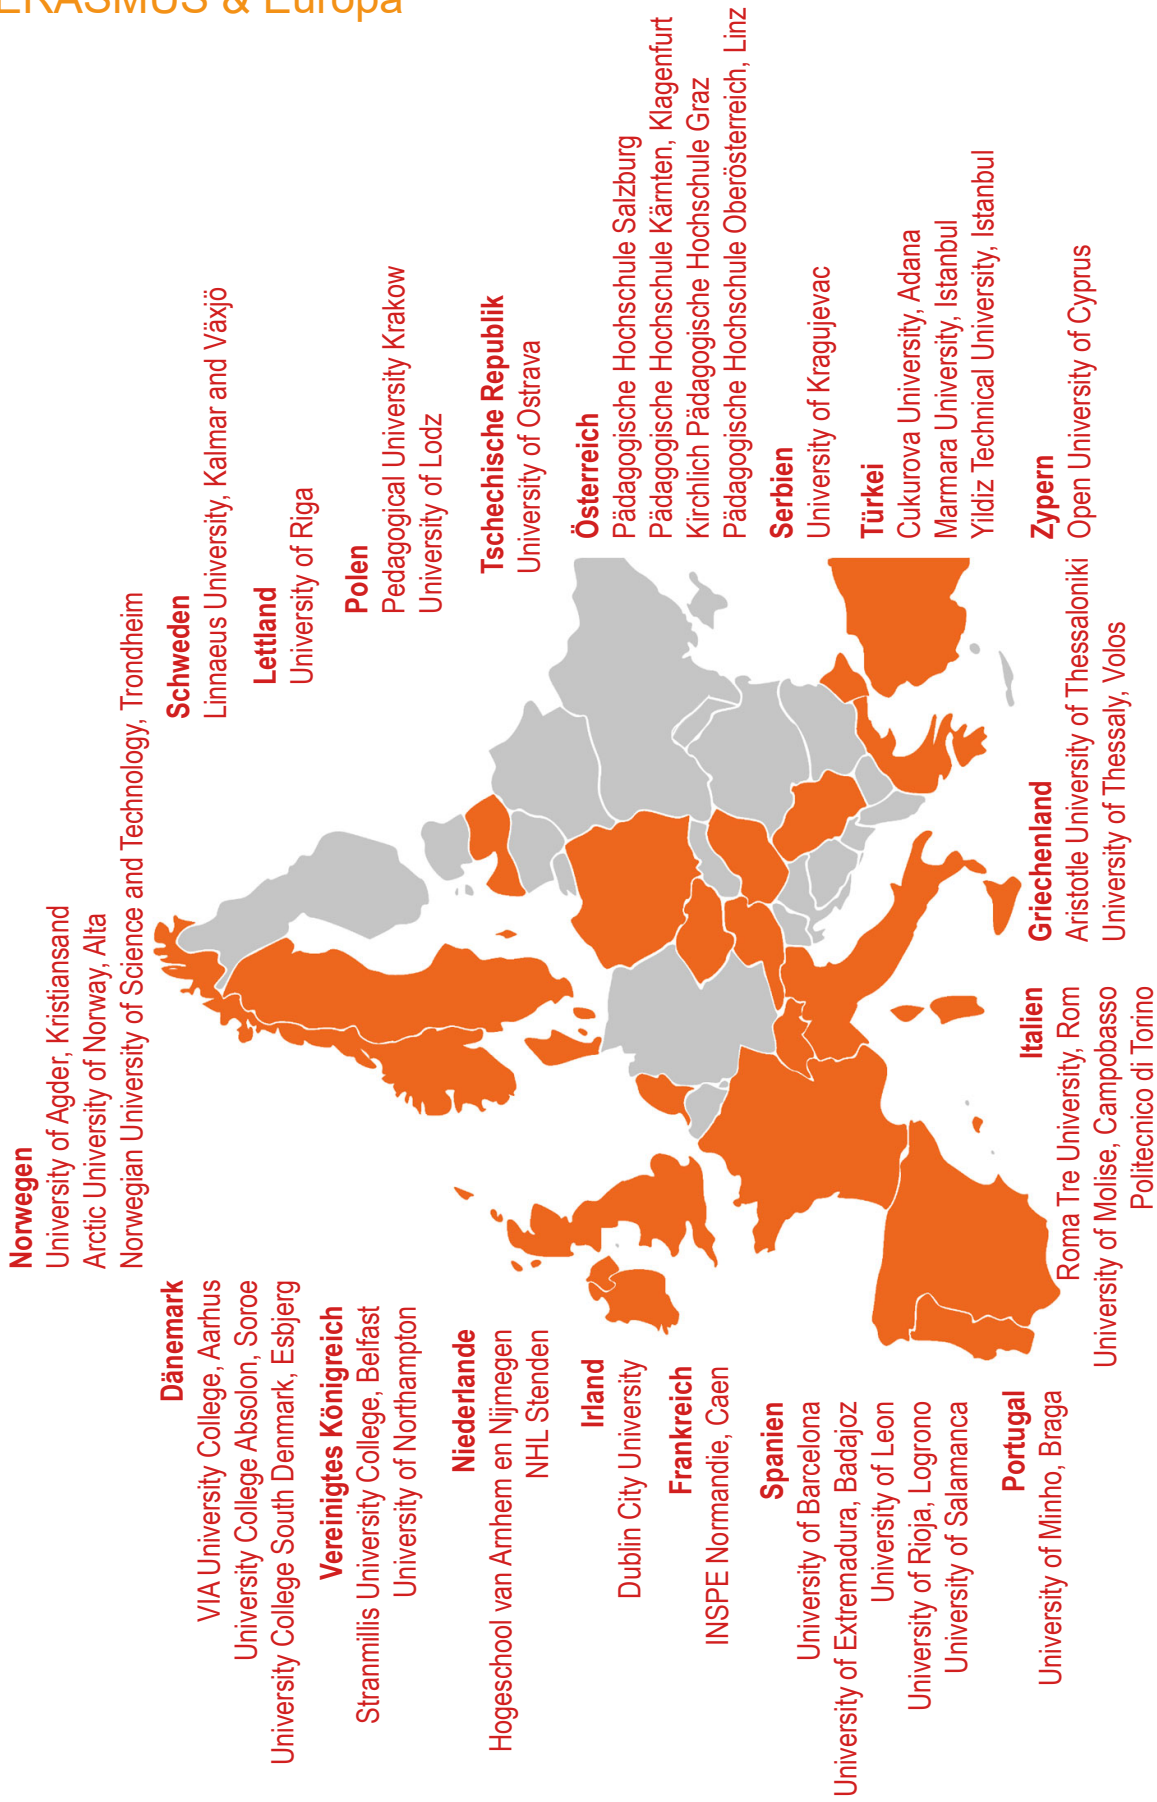 ERASMUS & Europa
Norwegen
University of Agder, Kristiansand
Arctic University of Norway, Alta
Norwegian University of Science and Technology, Trondheim
Schweden
Linnaeus University, Kalmar and Växjö
Lettland
University of Riga
Polen
Pedagogical University Krakow
University of Lodz
Tschechische Republik
University of Ostrava
Österreich
Pädagogische Hochschule Salzburg
Pädagogische Hochschule Kärnten, Klagenfurt
Kirchlich Pädagogische Hochschule Graz
Pädagogische Hochschule Oberösterreich, Linz
Serbien
University of Kragujevac
Türkei
Cukurova University, Adana
Marmara University, Istanbul
Yildiz Technical University, Istanbul
Zypern
Open University of Cyprus
Dänemark
VIA University College, Aarhus
University College Absolon, Soroe
University College South Denmark, Esbjerg
Vereinigtes Königreich
Stranmillis University College, Belfast
University of Northampton
Niederlande
Hogeschool van Arnhem en Nijmegen
NHL Stenden
Irland
Dublin City University
Frankreich
INSPE Normandie, Caen
Spanien
University of Barcelona
University of Extremadura, Badajoz
University of Leon
University of Rioja, Logrono
University of Salamanca
Portugal
University of Minho, Braga
Italien
Roma Tre University, Rom
University of Molise, Campobasso
Politecnico di Torino
Griechenland
Aristotle University of Thessaloniki
University of Thessaly, Volos